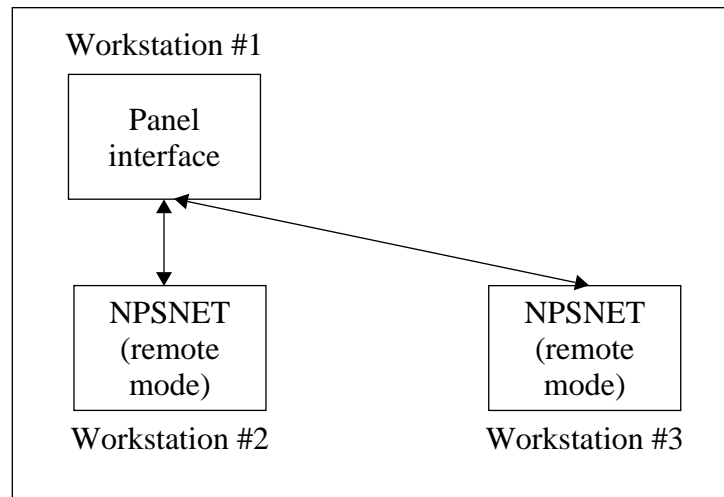 Workstation #1
Panel
interface
NPSNET
(remote
mode)
Workstation #2
NPSNET
(remote
mode)
Workstation #3